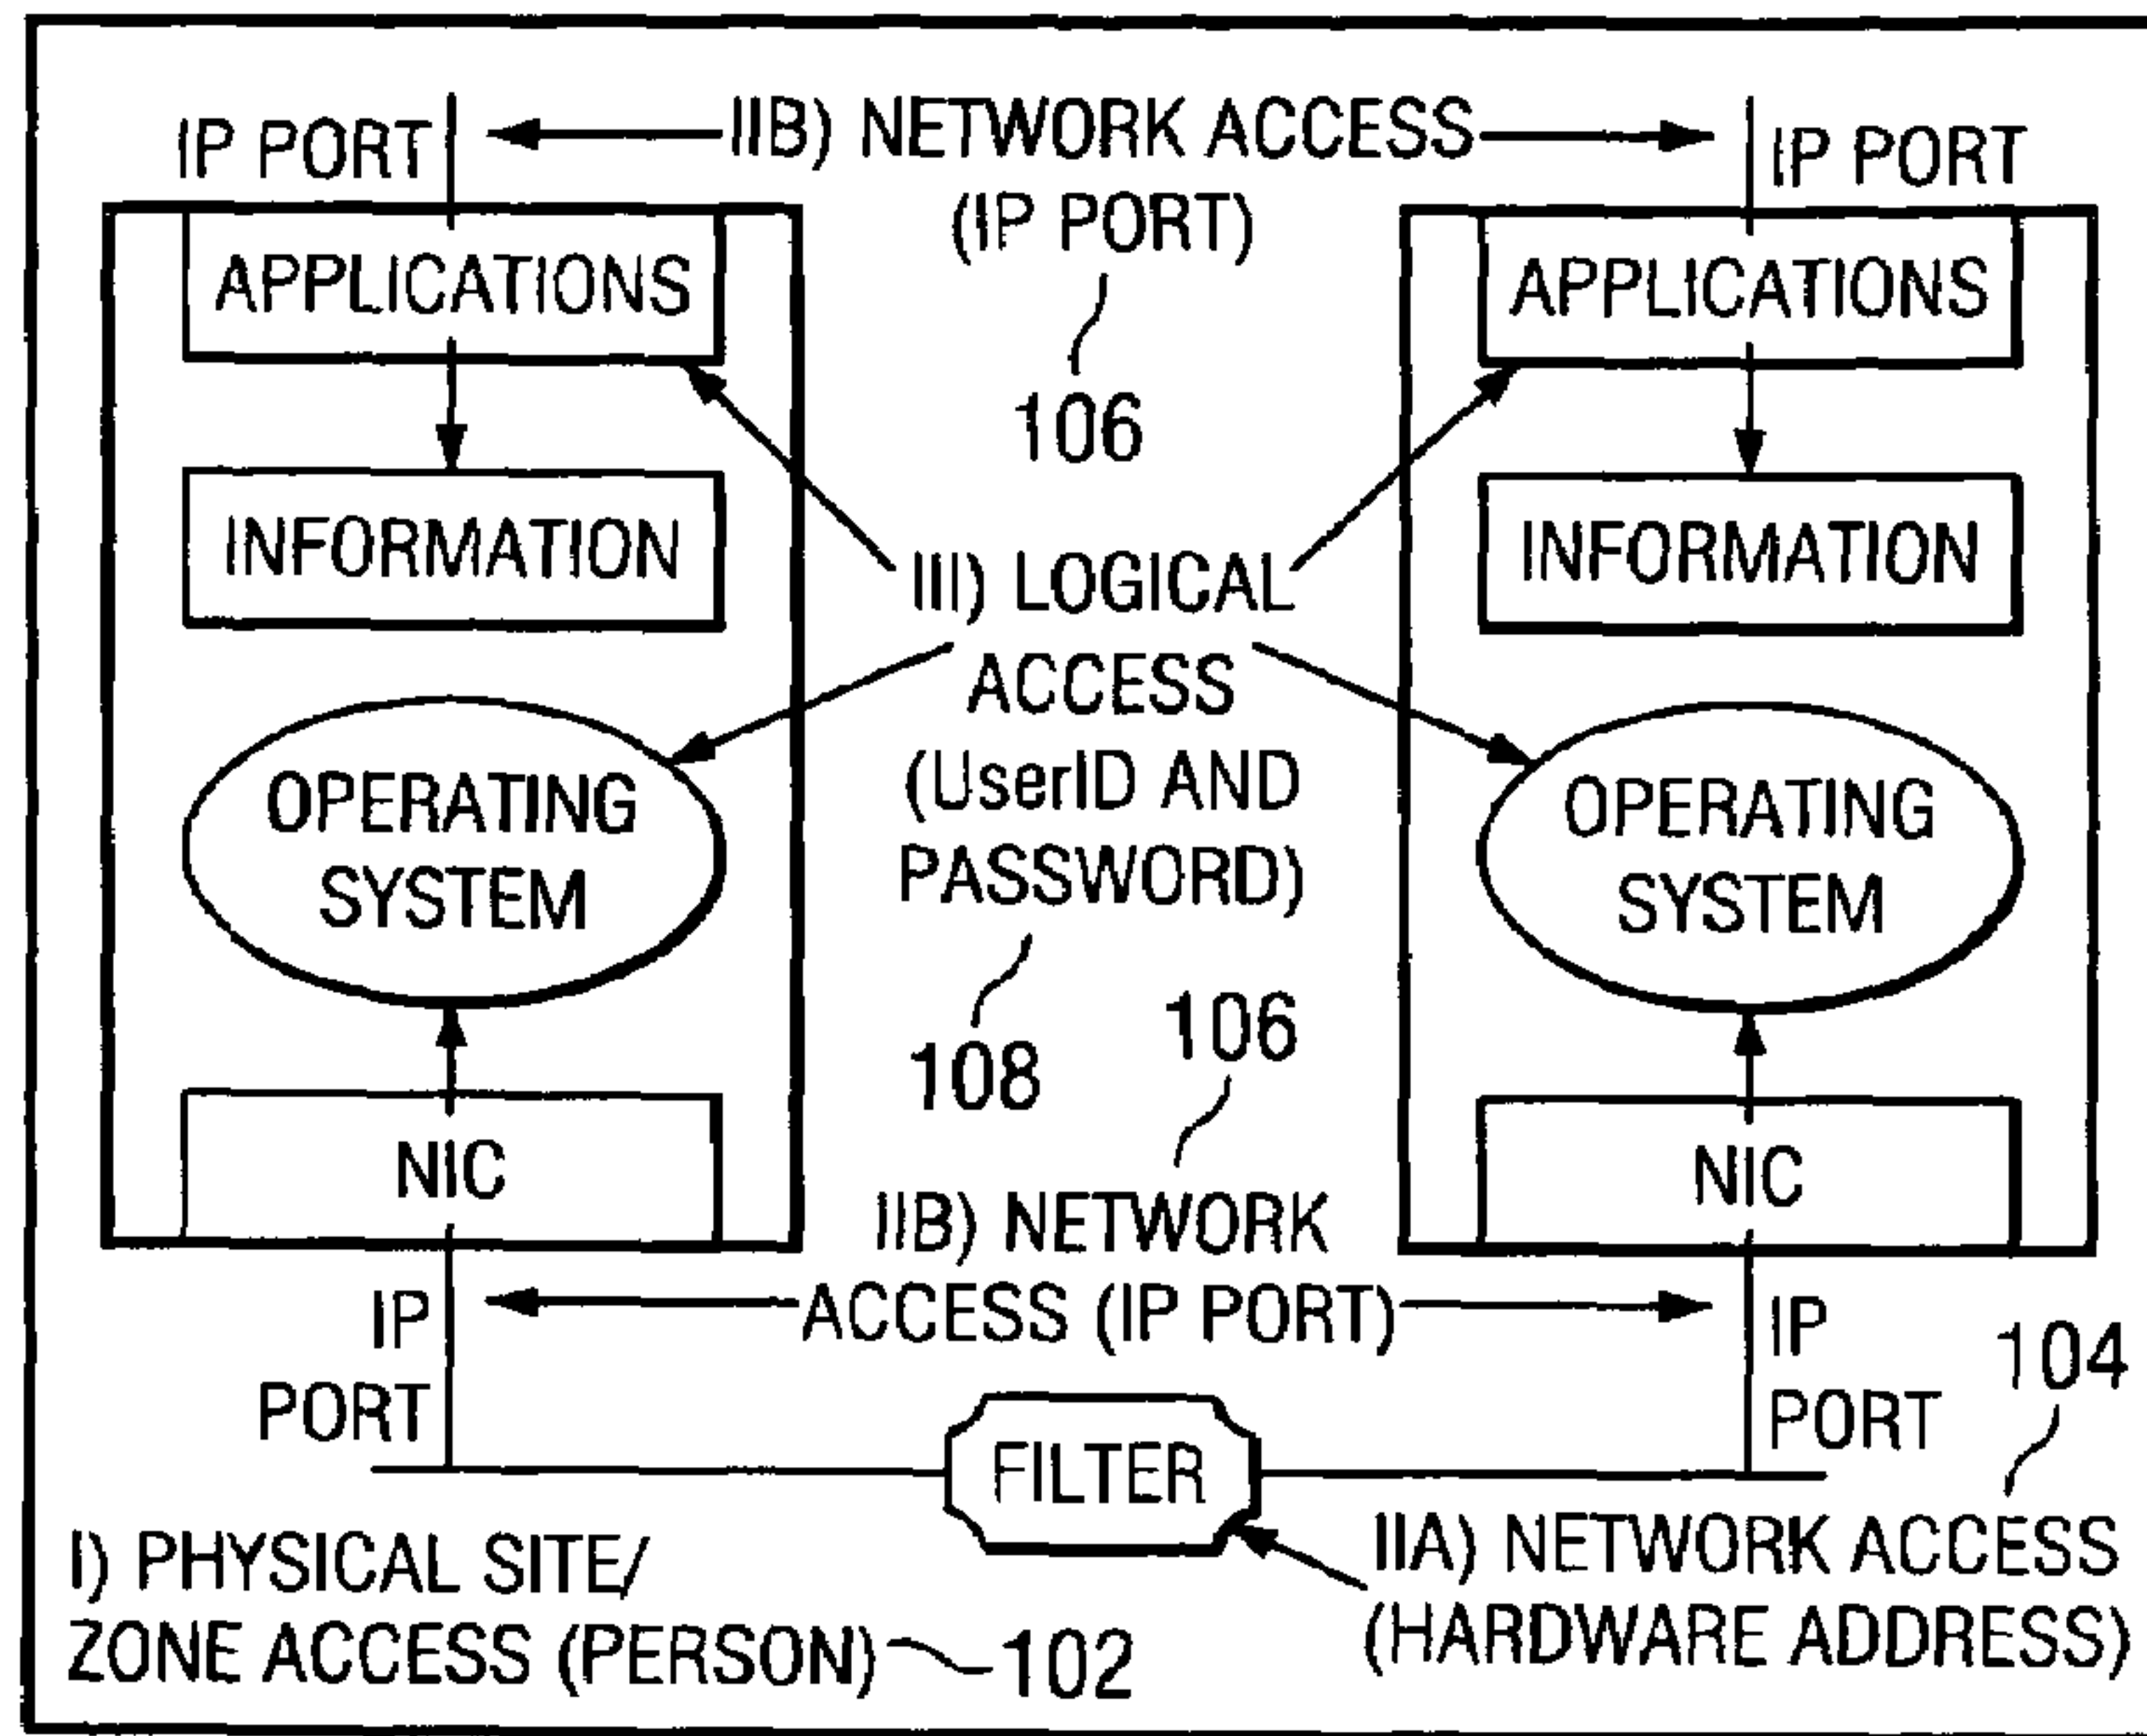 IP PORT
IIB) NETWORK ACCESS
(IP PORT)
106
IP PORT
APPLICATIONS
INFORMATION
OPERATING
SYSTEM
NIC
IP
PORT
III) LOGICAL
ACCESS
(UserID AND
PASSWORD)
108
106
IIB) NETWORK
ACCESS (IP PORT)
APPLICATIONS
INFORMATION
OPERATING
SYSTEM
NIC
IP
PORT
104
FILTER
I) PHYSICAL SITE/
ZONE ACCESS (PERSON)
102
IIA) NETWORK ACCESS
(HARDWARE ADDRESS)